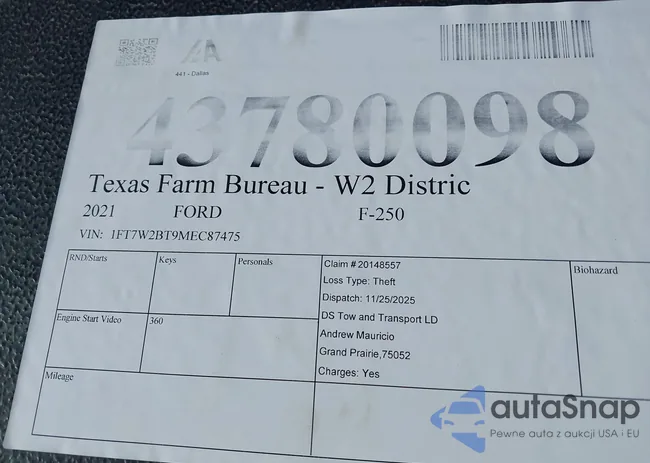 IAA
441 - Dallas
43780098
Texas Farm Bureau - W2 Distric
2021 FORD F-250
VIN: 1FT7W2BT9MEC87475
RND/Starts Keys Personals
Claim # 20148557
Loss Type: Theft
Dispatch: 11/25/2025
DS Tow and Transport LD
Andrew Mauricio
Grand Prairie,75052
Charges: Yes
Biohazard
Engine Start Video 360
Mileage
autaSnap
Pewne auta z aukcji USA i EU